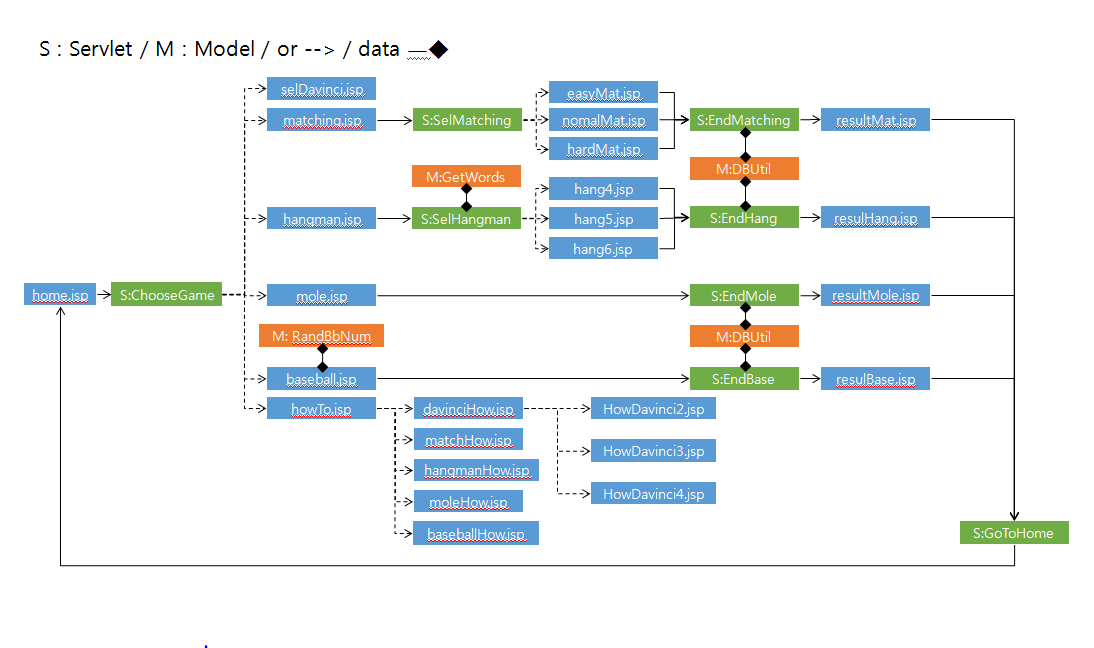 S : Servlet / M : Model / or --> / data —◆
selDavinci.jsp
matching.jsp
S:SelMatching
easyMat.jsp
nomalMat.jsp
hardMat.jsp
S:EndMatching
resultMat.jsp
M:GetWords
M:DBUtil
hangman.jsp
S:SelHangman
hang4.jsp
hang5.jsp
hang6.jsp
S:EndHang
resulHang.jsp
home.jsp
S:ChooseGame
mole.jsp
S:EndMole
resultMole.jsp
M: RandBbNum
M:DBUtil
baseball.jsp
S:EndBase
resulBase.jsp
howTo.jsp
davinciHow.jsp
HowDavinci2.jsp
matchHow.jsp
HowDavinci3.jsp
hangmanHow.jsp
moleHow.jsp
HowDavinci4.jsp
baseballHow.jsp
S:GoToHome